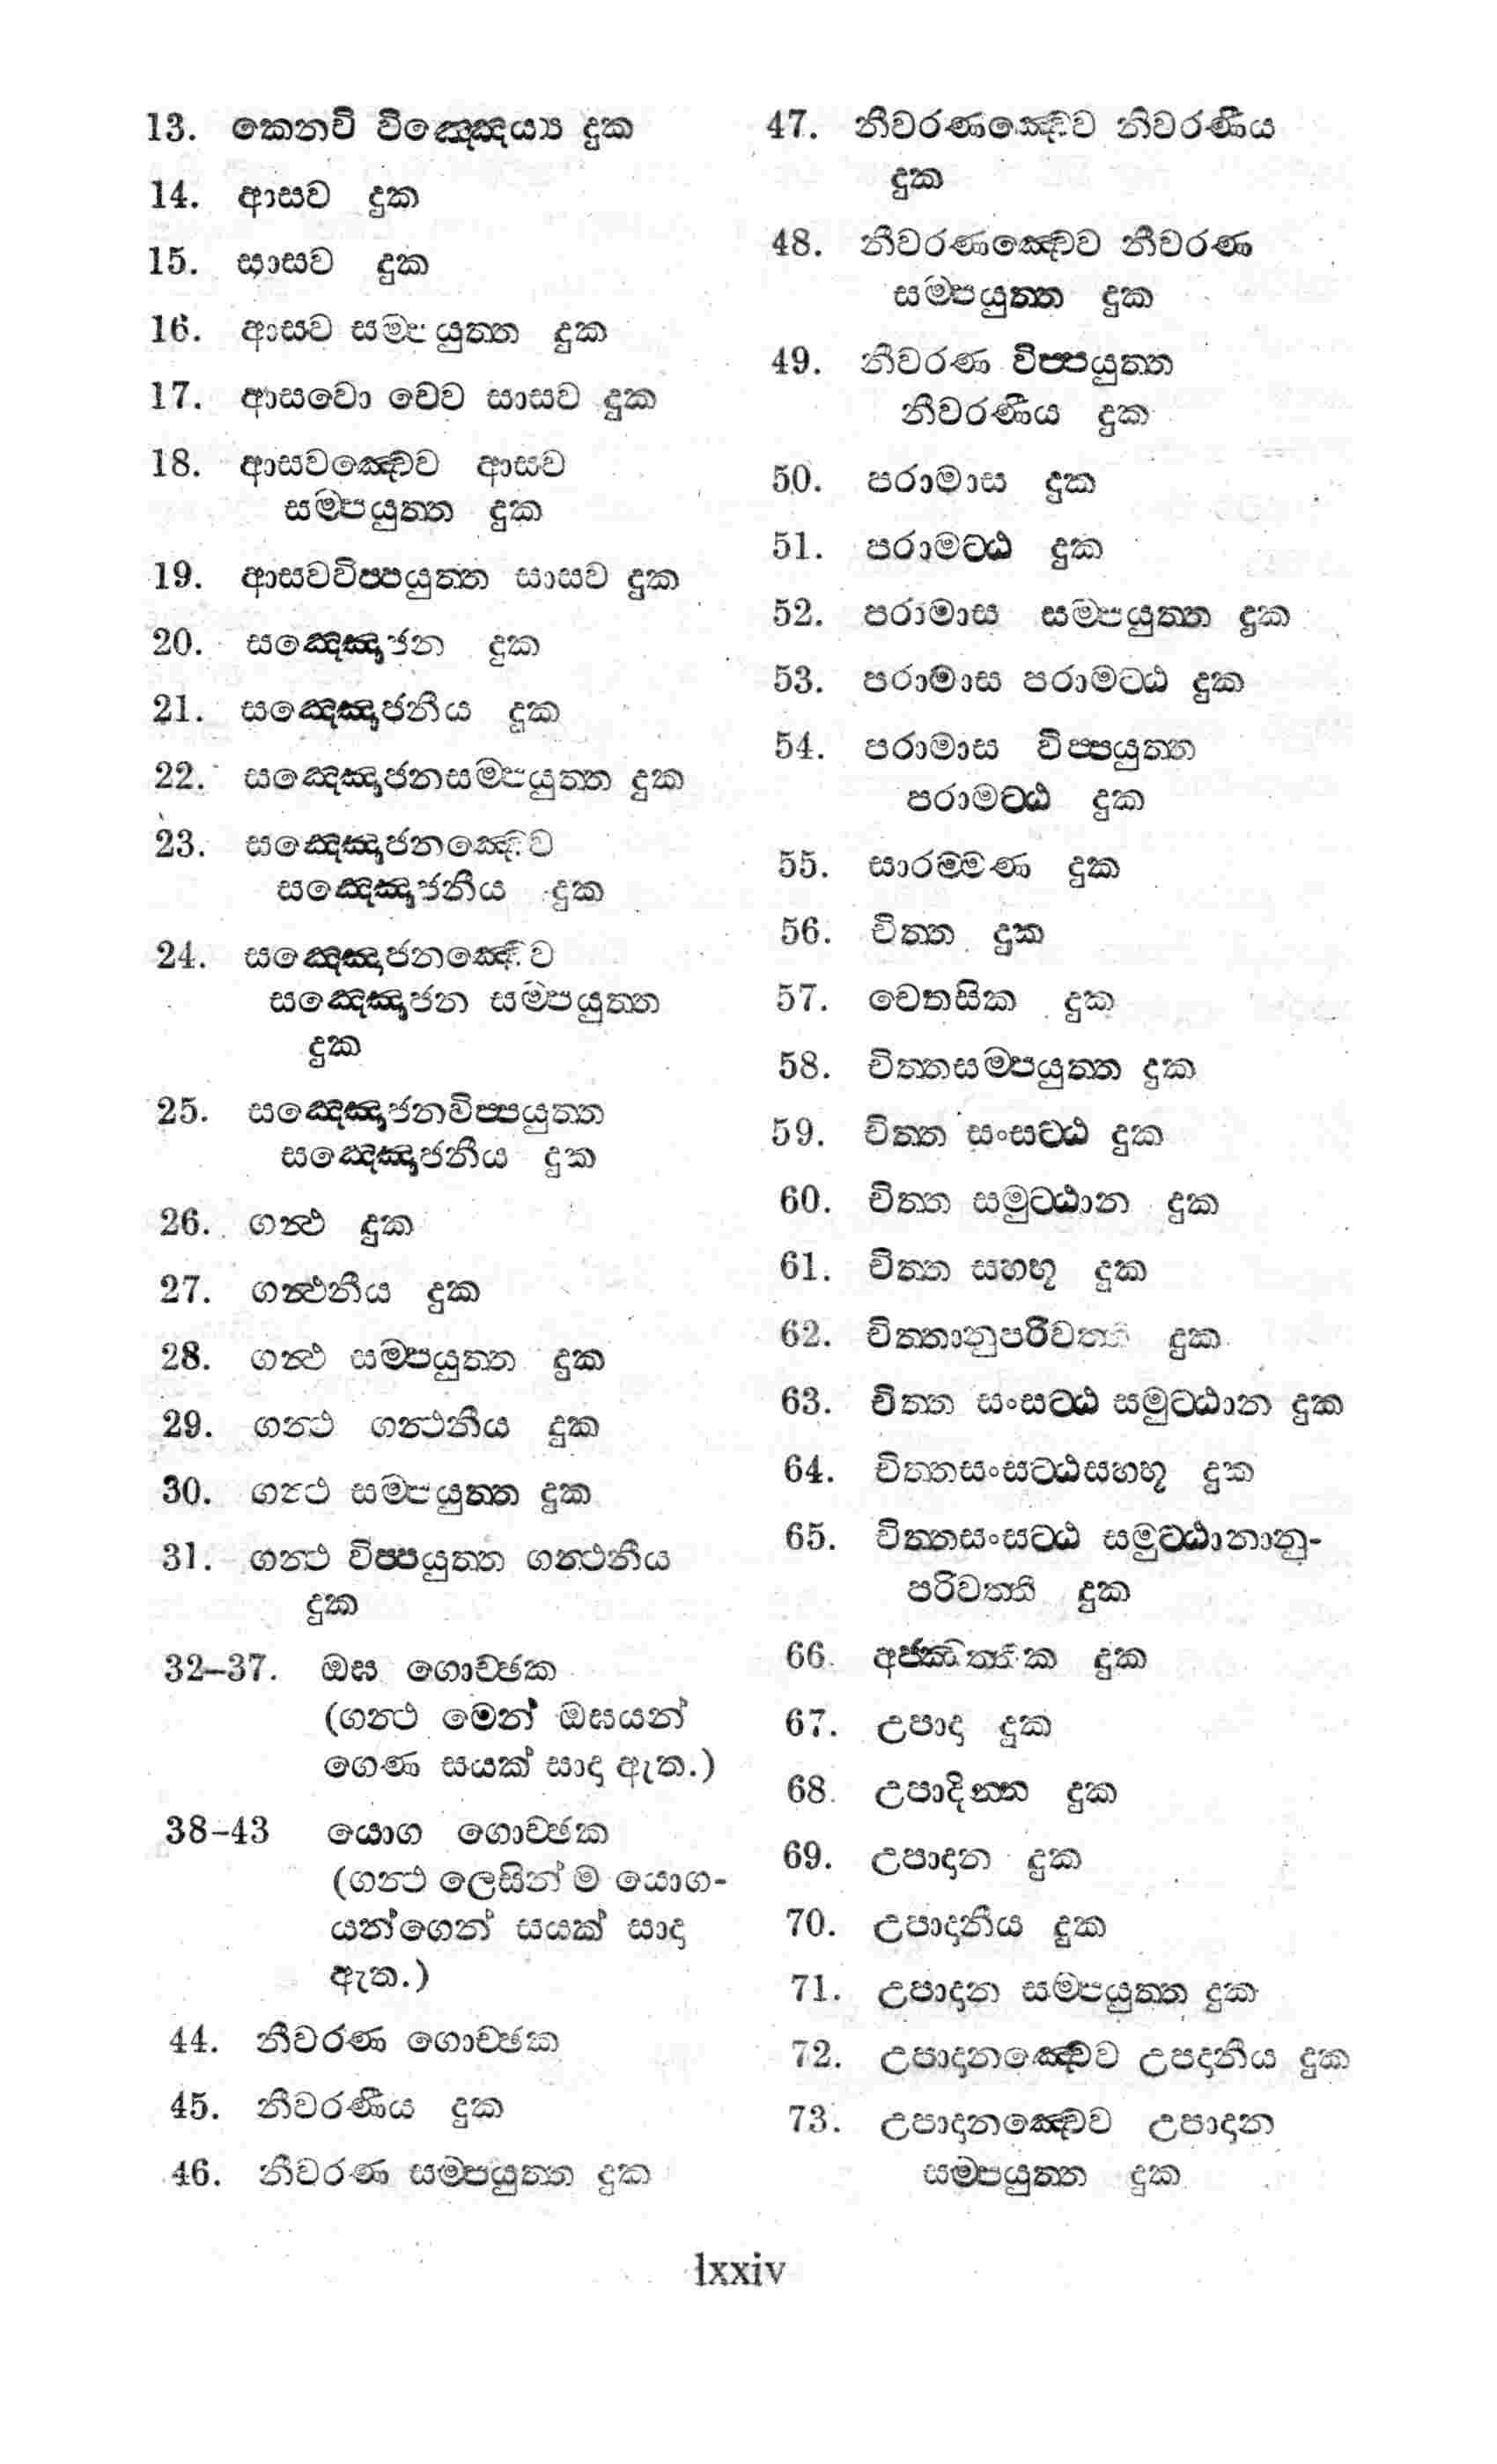 13. කෙනචි විඤ්ඤෙය්‍ය දුක
14. ආසව දුක
15. සාසව දුක
16. ආසව සම්පයුත්ත දුක
17. ආසවො චෙව සාසව දුක
18. ආසවඤ්චෙව ආසව
සම්පයුත්ත දුක
19. ආසවවිප්පයුත්ත සාසව දුක
20. සඤ්ඤොජන දුක
21. සඤ්ඤොජනීය දුක
22. සඤ්ඤොජනසම්පයුත්ත දුක
23. සඤ්ඤොජනඤ්චෙව
සඤ්ඤොජනීය දුක
24. සඤ්ඤොජනඤ්චෙව
සඤ්ඤොජන සම්පයුත්ත
දුක
25. සඤ්ඤොජනවිප්පයුත්ත
සඤ්ඤොජනීය දුක
26. ගන්ථ දුක
27. ගන්ථනීය දුක
28. ගන්ථ සම්පයුත්ත දුක
29. ගන්ථ ගන්ථනීය දුක
30. ගන්ථ සම්පයුත්ත දුක
31. ගන්ථ විප්පයුත්ත ගන්ථනීය
දුක
32–37. ඔඝ ගොච්ඡක
(ගන්ථ මෙන් ඔඝයන්
ගෙණ සයක් සාදා ඇත.)
38–43 යොග ගොච්ඡක
(ගන්ථ ලෙසින් ම යොග-
යන්ගෙන් සයක් සාදා
ඇත.)
44. නීවරණ ගොච්ඡක
45. නීවරණීය දුක
46. නීවරණ සම්පයුත්ත දුක
47. නීවරණඤ්චෙව නිවරණීය
දුක
48. නීවරණඤ්චෙව නීවරණ
සම්පයුත්ත දුක
49. නීවරණ විප්පයුත්ත
නීවරණීය දුක
50. පරාමාස දුක
51. පරාමට්ඨ දුක
52. පරාමාස සම්පයුත්ත දුක
53. පරාමාස පරාමට්ඨ දුක
54. පරාමාස විප්පයුත්ත
පරාමට්ඨ දුක
55. සාරම්මණ දුක
56. චිත්ත දුක
57. චෙතසික දුක
58. චිත්තසම්පයුත්ත දුක
59. චිත්ත සංසට්ඨ දුක
60. චිත්ත සමුට්ඨාන දුක
61. චිත්ත සහභූ දුක
62. චිත්තානුපරිවත්ති දුක
63. චිත්ත සංසට්ඨ සමුට්ඨාන දුක
64. චිත්තසංසට්ඨසහභූ දුක
65. චිත්තසංසට්ඨ සමුට්ඨානානු-
පරිවත්ති දුක
66. අජ්ඣත්තික දුක
67. උපාදා දුක
68. උපාදින්න දුක
69. උපාදාන දුක
70. උපාදානීය දුක
71. උපාදාන සම්පයුත්ත දුක
72. උපාදානඤ්චෙව උපදානීය දුක
73. උපාදානඤ්චෙව උපාදාන
සම්පයුත්ත දුක
lxxiv